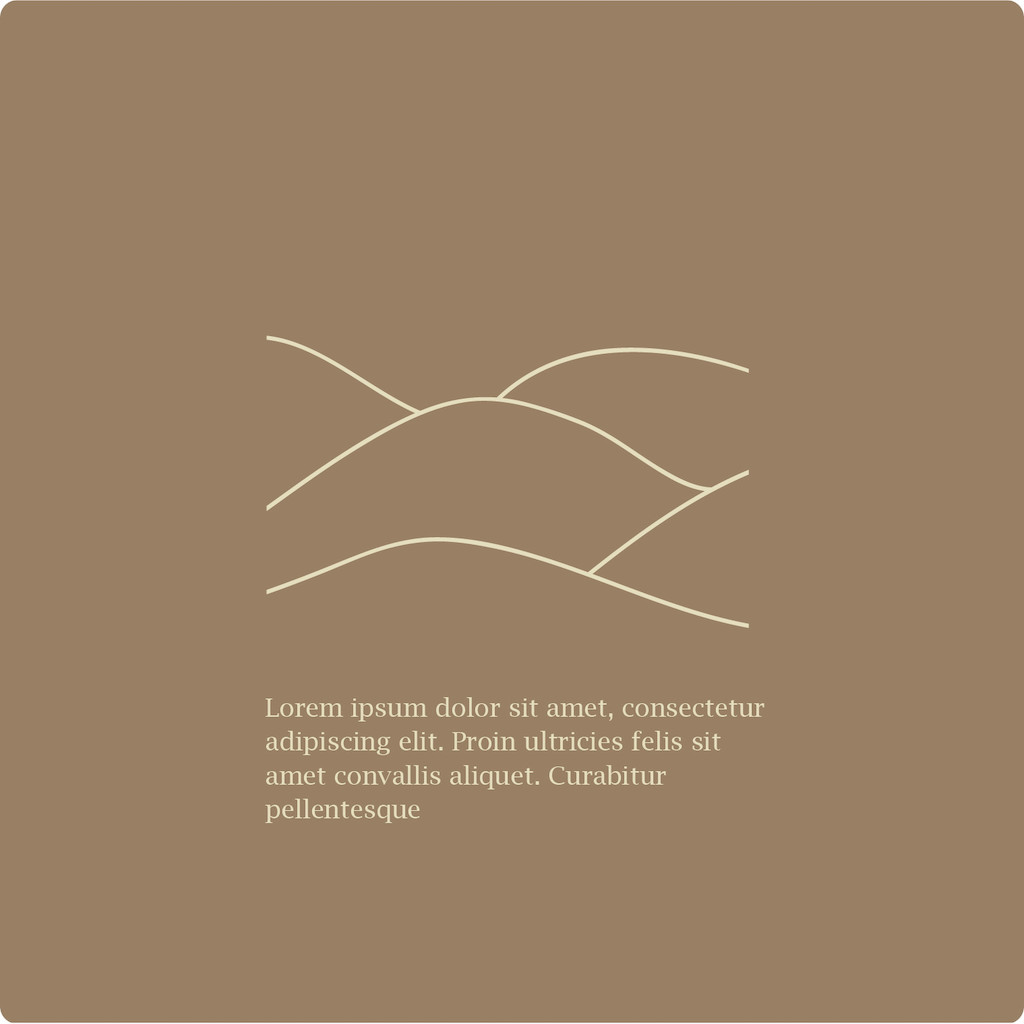 Lorem ipsum dolor sit amet, consectetur
adipiscing elit. Proin ultricies felis sit
amet convallis aliquet. Curabitur
pellentesque